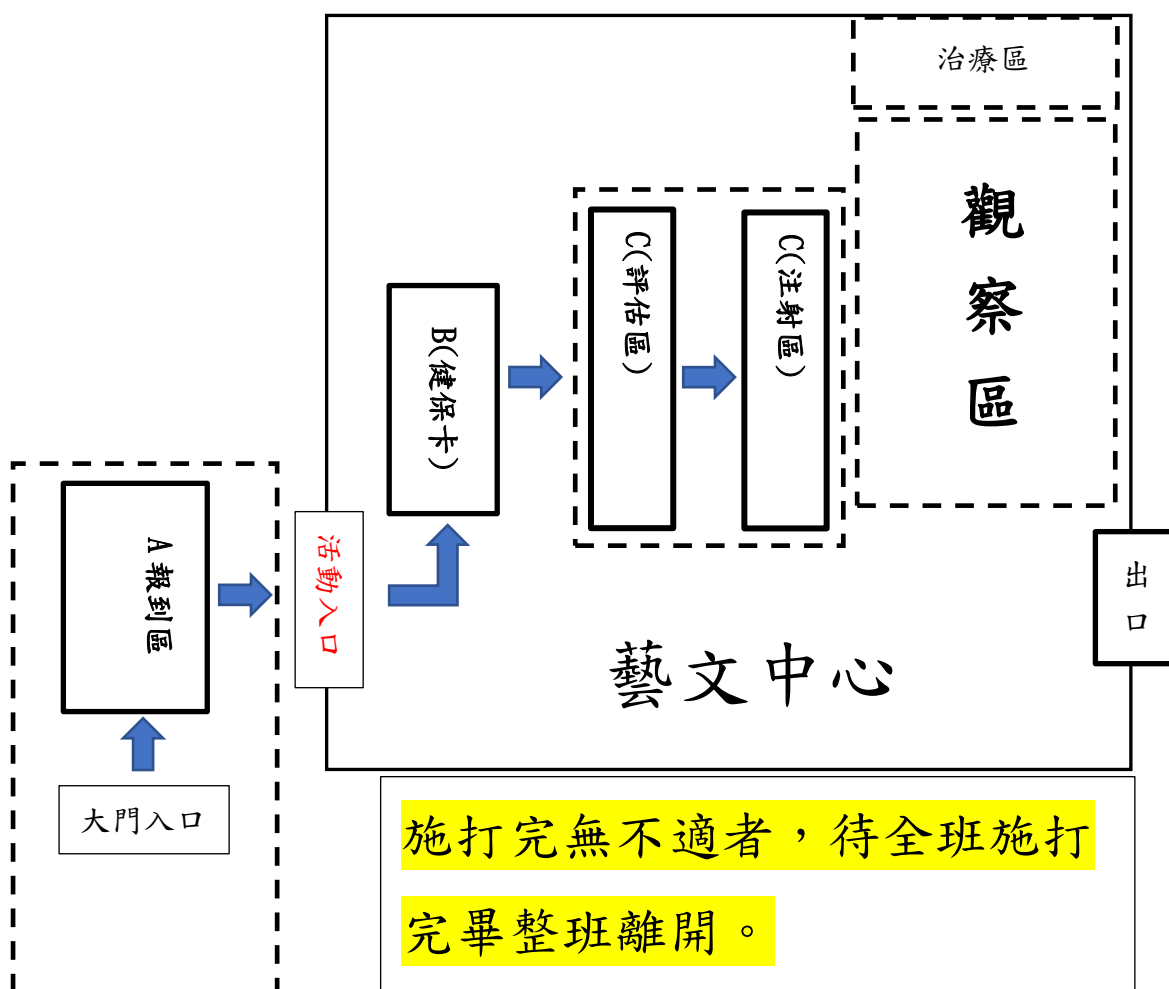 治療區
觀
察
區
C(評估區)
C(注射區)
B(健保卡)
A 報到區
活動入口
出
口
藝文中心
大門入口
施打完無不適者，待全班施打
完畢整班離開。